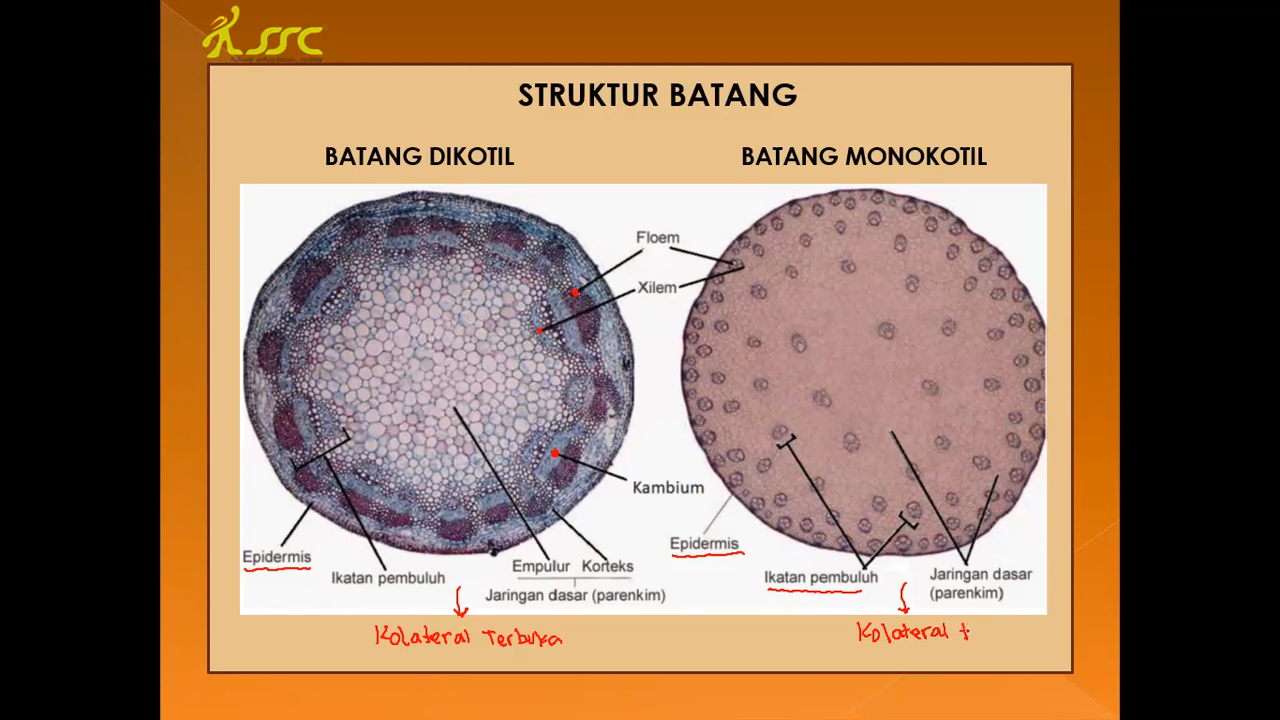 SSC
STRUKTUR BATANG
BATANG DIKOTIL
BATANG MONOKOTIL
Floem
Xilem
Kambium
Epidermis
Ikatan pembuluh
Empulur Korteks
Jaringan dasar (parenkim)
Epidermis
Ikatan pembuluh
Jaringan dasar
(parenkim)
Kolateral Terbuka
Kolateral t